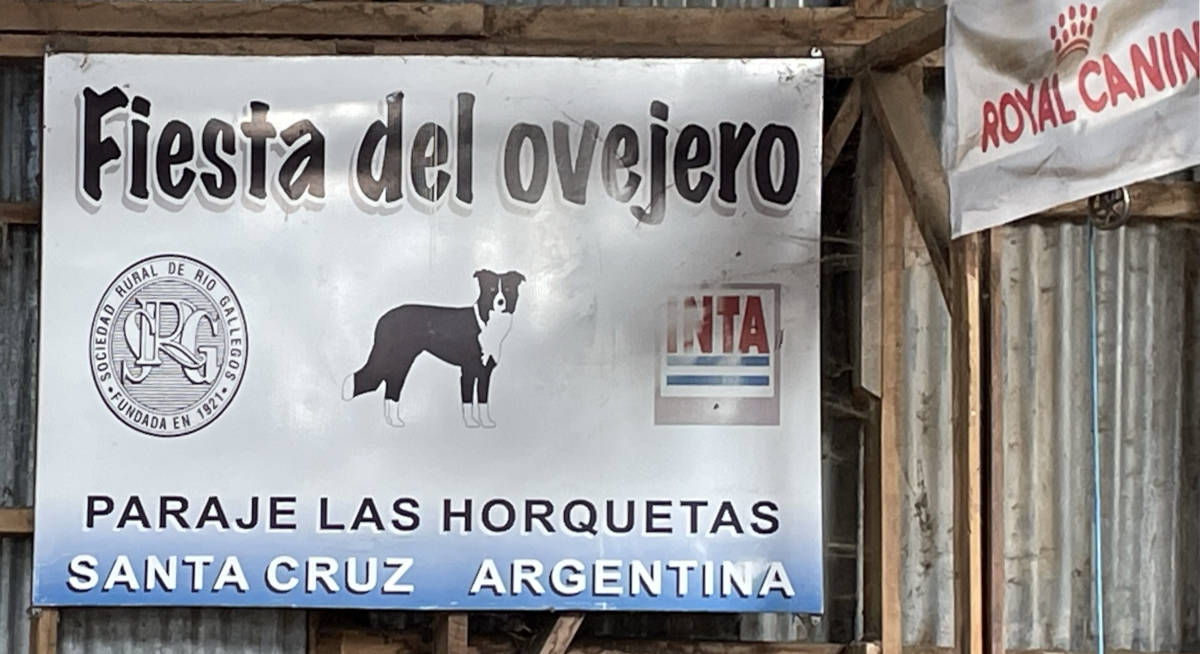 Fiesta del ovejero
SOCIEDAD RURAL DE RIO GALLEGOS
• FUNDADA EN 1921 •
SRG
INTA
PARAJE LAS HORQUETAS
SANTA CRUZ ARGENTINA
ROYAL CANIN